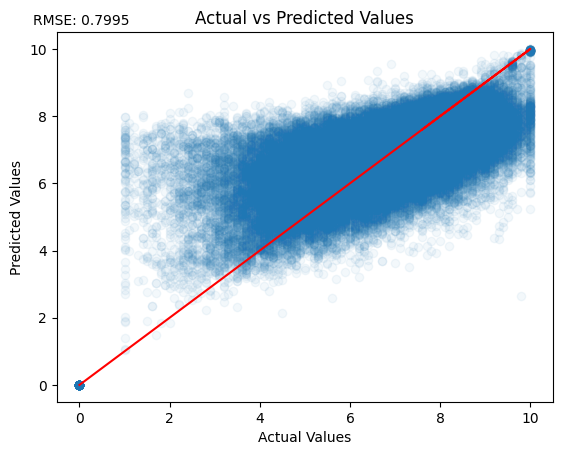 RMSE: 0.7995
Actual vs Predicted Values
Predicted Values
10
8
6
4
2
0
0 2 4 6 8 10
Actual Values